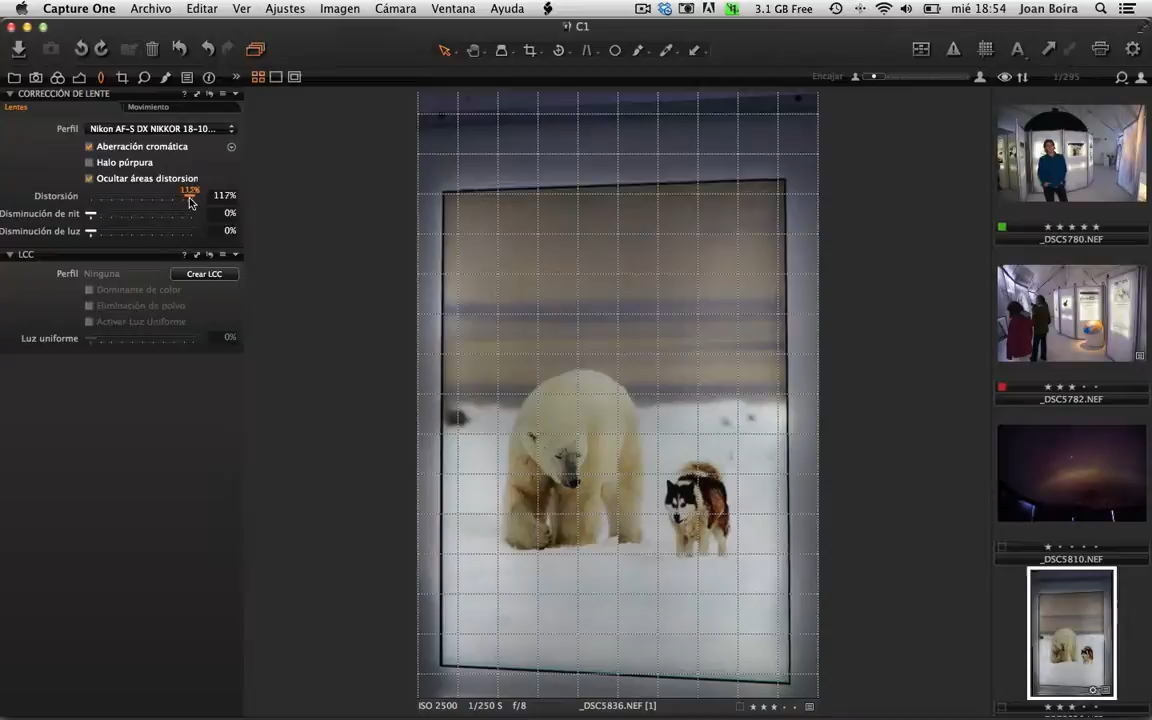 Capture One Archivo Editar Ver Ajustes Imagen Cámara Ventana Ayuda 3.1 GB Free mié 18:54 Joan Boira
C1
Encajar 1/295
CORRECCIÓN DE LENTE
Lentes Movimiento
Perfil Nikon AF-S DX NIKKOR 18-10...
Aberración cromática
Halo púrpura
Ocultar áreas distorsion
117%
Distorsión 117%
Disminución de nit 0%
Disminución de luz 0%
LCC
Perfil Ninguna Crear LCC
Dominante de color
Eliminación de polvo
Activar Luz Uniforme
Luz uniforme 0%
_DSC5780.NEF
_DSC5782.NEF
_DSC5810.NEF
ISO 2500 1/250 S f/8 _DSC5836.NEF [1]